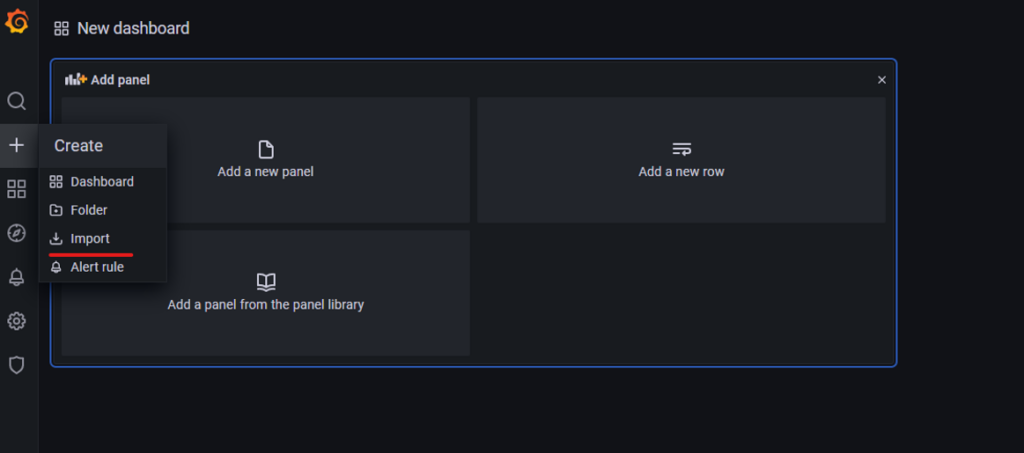 New dashboard
Add panel
Create
Dashboard
Folder
Import
Alert rule
Add a new panel
Add a new row
Add a panel from the panel library